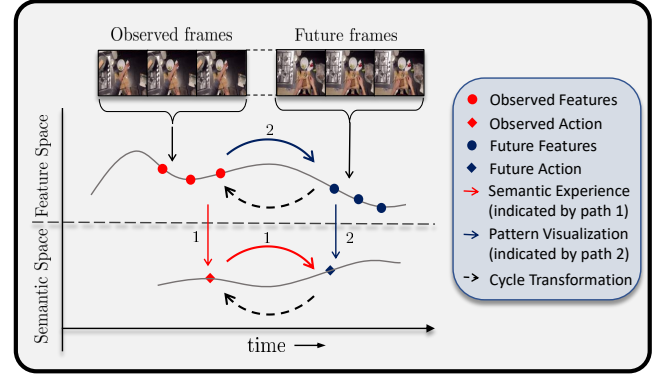 Observed frames
Future frames
Feature Space
2
1
1
2
Semantic Space
time
Observed Features
Observed Action
Future Features
Future Action
Semantic Experience
(indicated by path 1)
Pattern Visualization
(indicated by path 2)
Cycle Transformation